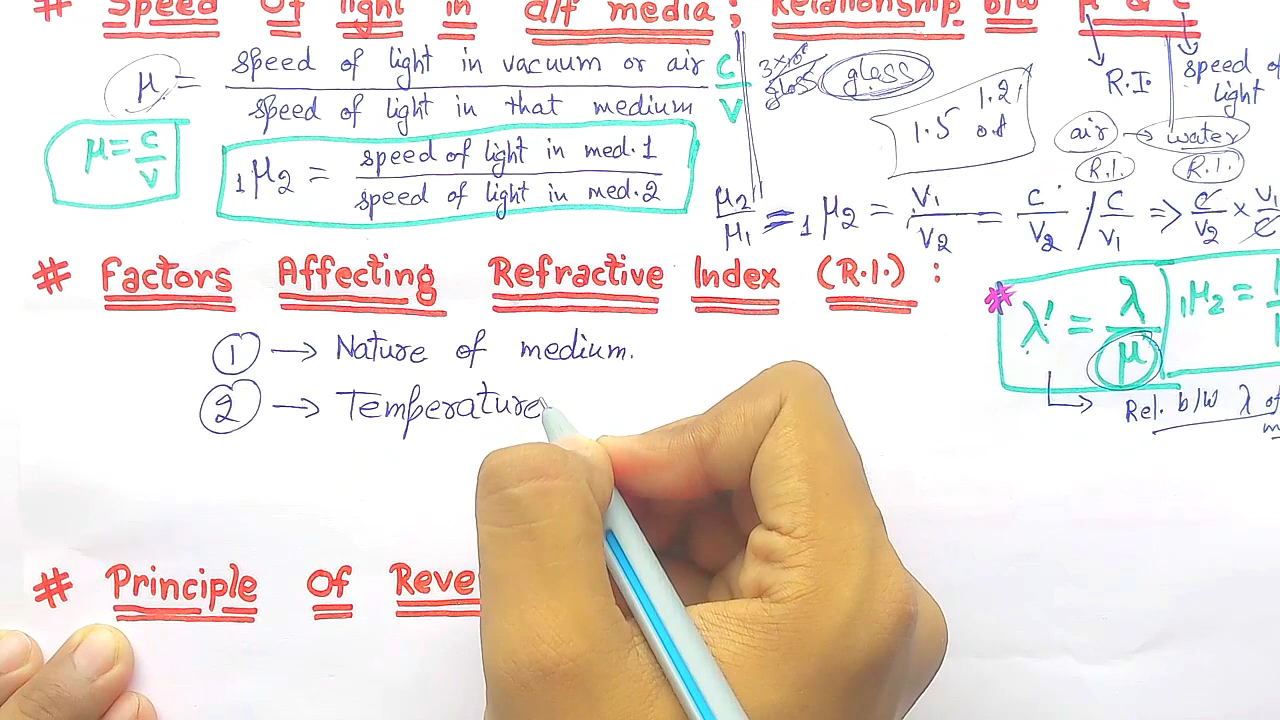 # Speed Of light in d/f media; Relationship b/w μ & c
μ = speed of light in vacuum or air / speed of light in that medium C/V
3×10⁸
glass
1.5 1.2
R.I. speed of light
air → water
R.I. R.I.
μ = c/v
₁μ₂ = speed of light in med. 1 / speed of light in med. 2
μ₂/μ₁ = ₁μ₂ = V₁/V₂ = C/V₂ / C/V₁ ⇒ C/V₂ × V₁/C
# Factors Affecting Refractive Index (R.I.) :
① → Nature of medium.
② → Temperature
# λ' = λ/μ ₁μ₂ =
Rel. b/w λ of
# Principle Of Reve